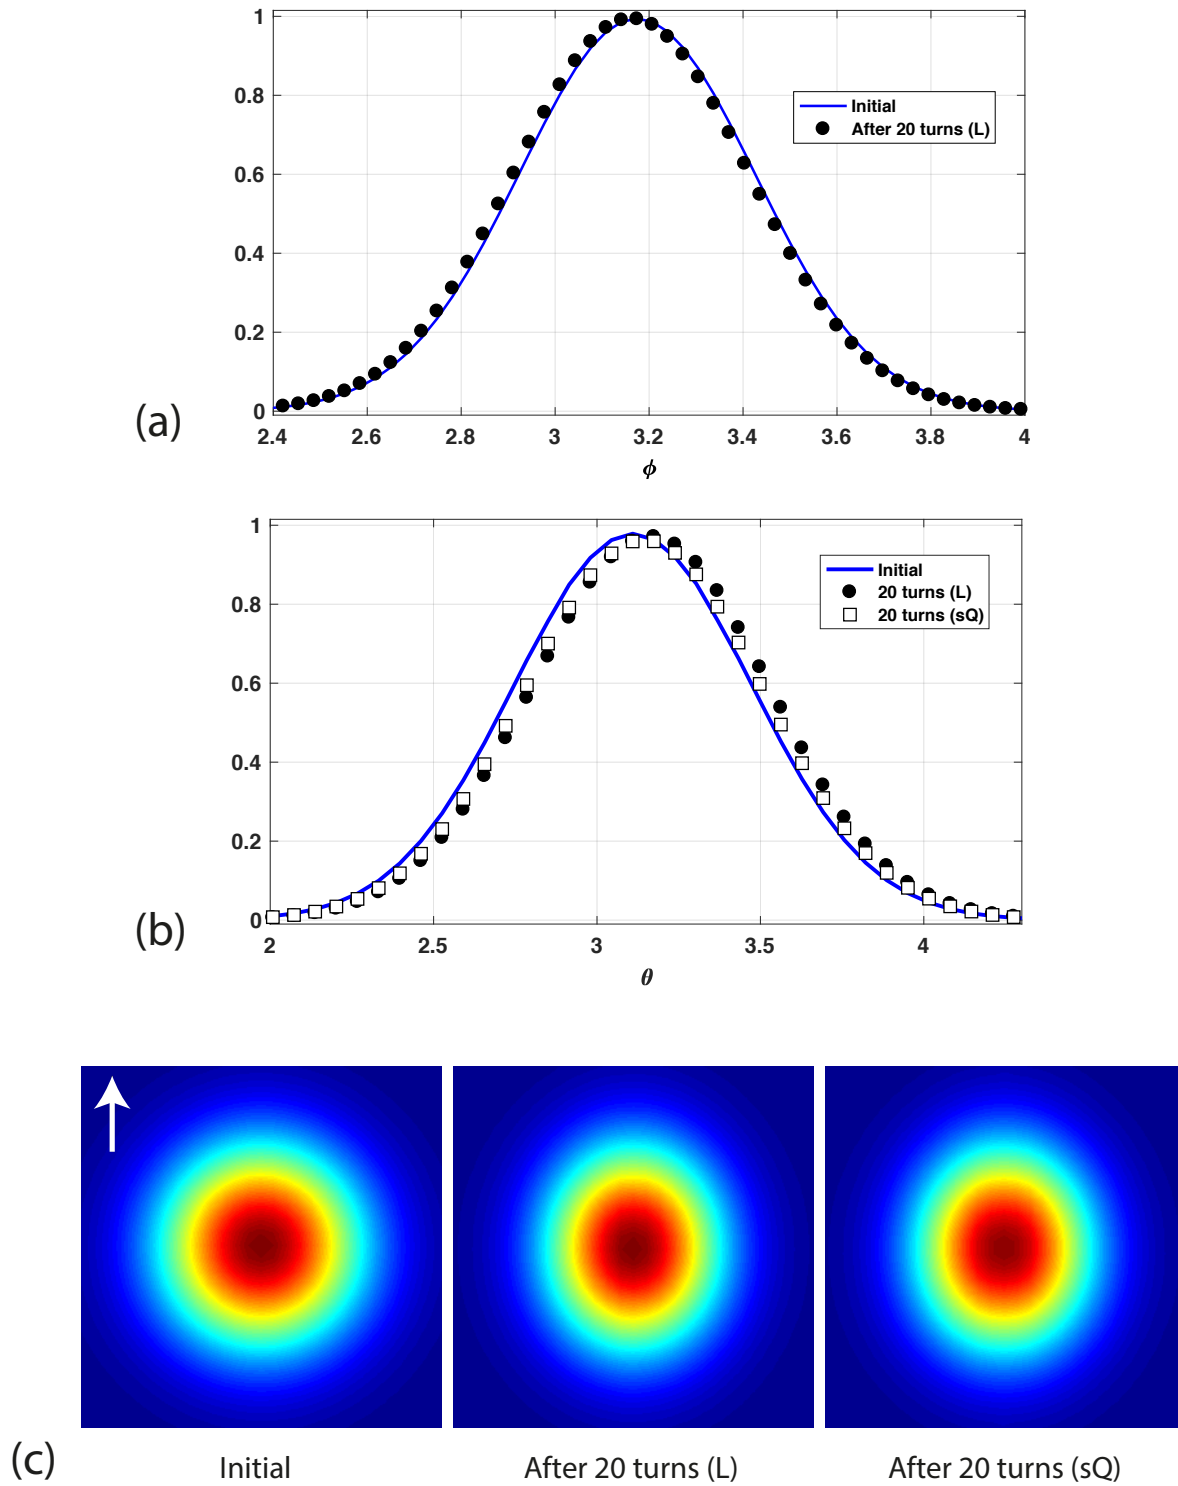 1
0.8
0.6
0.4
0.2
0
Initial
After 20 turns (L)
(a)
2.4 2.6 2.8 3 3.2 3.4 3.6 3.8 4
ϕ
1
0.8
0.6
0.4
0.2
0
Initial
20 turns (L)
20 turns (sQ)
(b)
2 2.5 3 3.5 4
θ
(c)
Initial After 20 turns (L) After 20 turns (sQ)